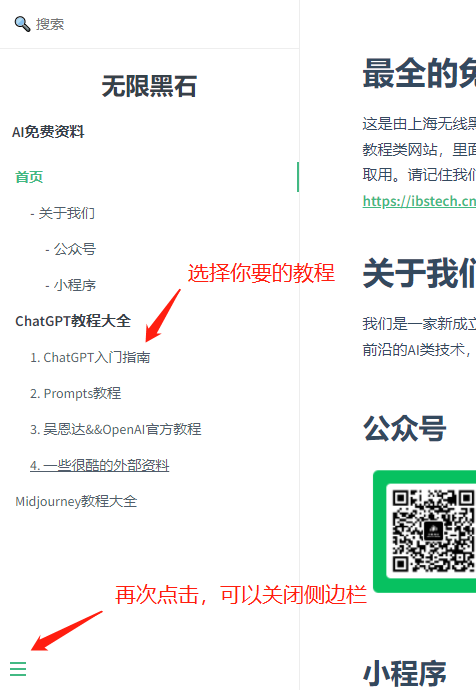 搜索
无限黑石
AI免费资料
首页
- 关于我们
- 公众号
- 小程序
选择你要的教程
ChatGPT教程大全
1. ChatGPT入门指南
2. Prompts教程
3. 吴恩达&&OpenAI官方教程
4. 一些很酷的外部资料
Midjourney教程大全
再次点击，可以关闭侧边栏
最全的免
这是由上海无线黑
教程类网站，里面
取用。请记住我们
https://ibstech.cn
关于我们
我们是一家新成立
前沿的AI类技术，
公众号
小程序